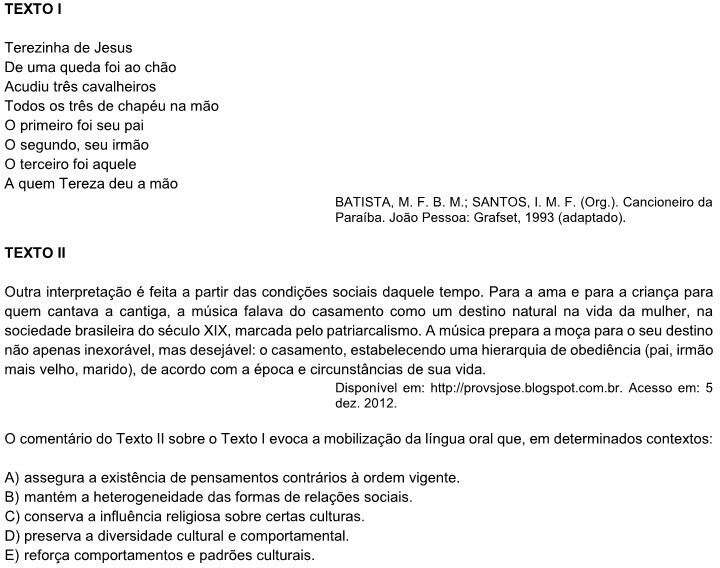 TEXTO I
Terezinha de Jesus
De uma queda foi ao chão
Acudiu três cavalheiros
Todos os três de chapéu na mão
O primeiro foi seu pai
O segundo, seu irmão
O terceiro foi aquele
A quem Tereza deu a mão
BATISTA, M. F. B. M.; SANTOS, I. M. F. (Org.). Cancioneiro da
Paraíba. João Pessoa: Grafset, 1993 (adaptado).
TEXTO II
Outra interpretação é feita a partir das condições sociais daquele tempo. Para a ama e para a criança para
quem cantava a cantiga, a música falava do casamento como um destino natural na vida da mulher, na
sociedade brasileira do século XIX, marcada pelo patriarcalismo. A música prepara a moça para o seu destino
não apenas inexorável, mas desejável: o casamento, estabelecendo uma hierarquia de obediência (pai, irmão
mais velho, marido), de acordo com a época e circunstâncias de sua vida.
Disponível em: http://provsjose.blogspot.com.br. Acesso em: 5
dez. 2012.
O comentário do Texto II sobre o Texto I evoca a mobilização da língua oral que, em determinados contextos:
A) assegura a existência de pensamentos contrários à ordem vigente.
B) mantém a heterogeneidade das formas de relações sociais.
C) conserva a influência religiosa sobre certas culturas.
D) preserva a diversidade cultural e comportamental.
E) reforça comportamentos e padrões culturais.